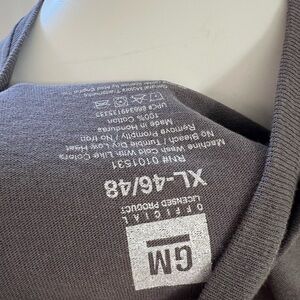 GM
OFFICIAL
LICENSED PRODUCT
XL-46/48
RN# 0101531
Machine Wash Cold With Like Colors
No Bleach / Tumble Dry Low Heat
Remove Promptly / No Iron
Made in Honduras
100% Cotton